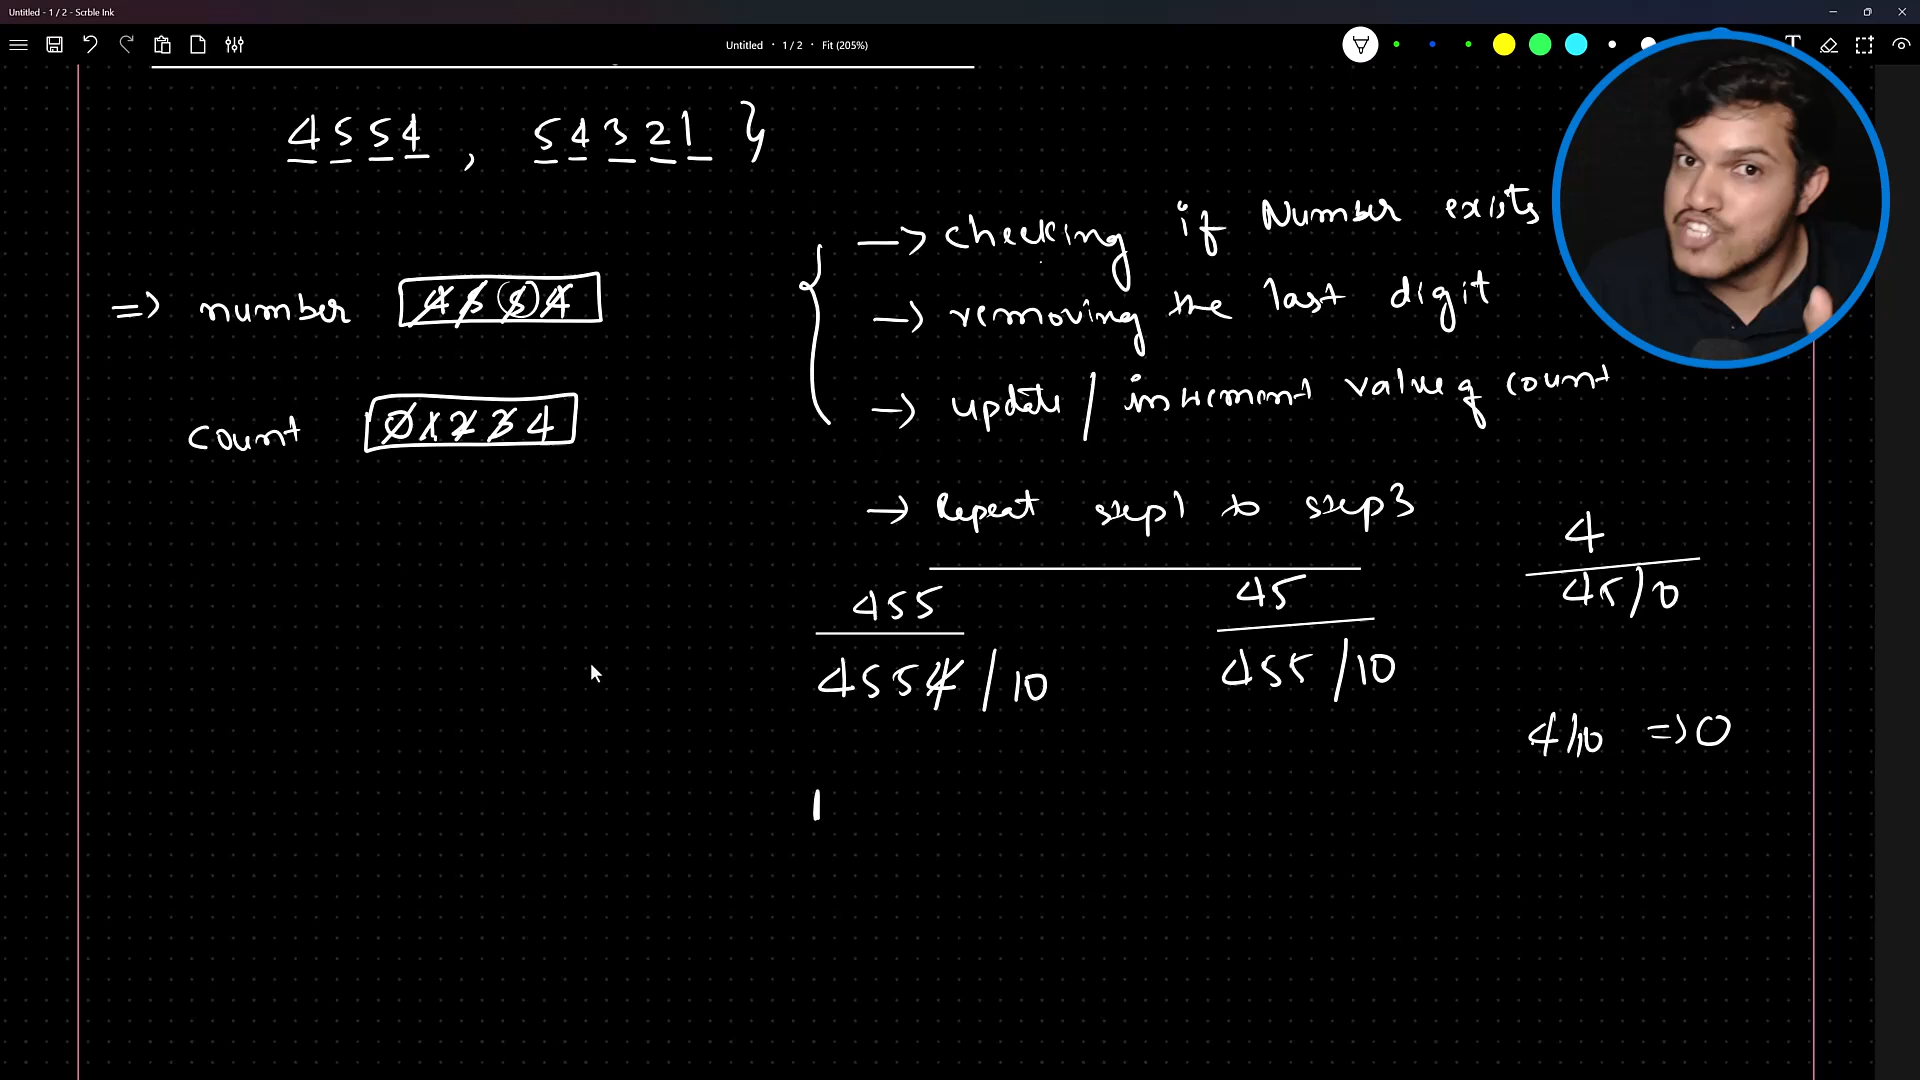 Untitled - 1 / 2 - Scrble Ink
Untitled · 1 / 2 · Fit (205%)
4554 , 54321 }
→ checking if Number exists
=> number 4554
→ removing the last digit
→ update / increment value of count
count 01234
→ Repeat step1 to step3
4
455 45
45/10
4554 / 10 455 / 10
4/10 => 0